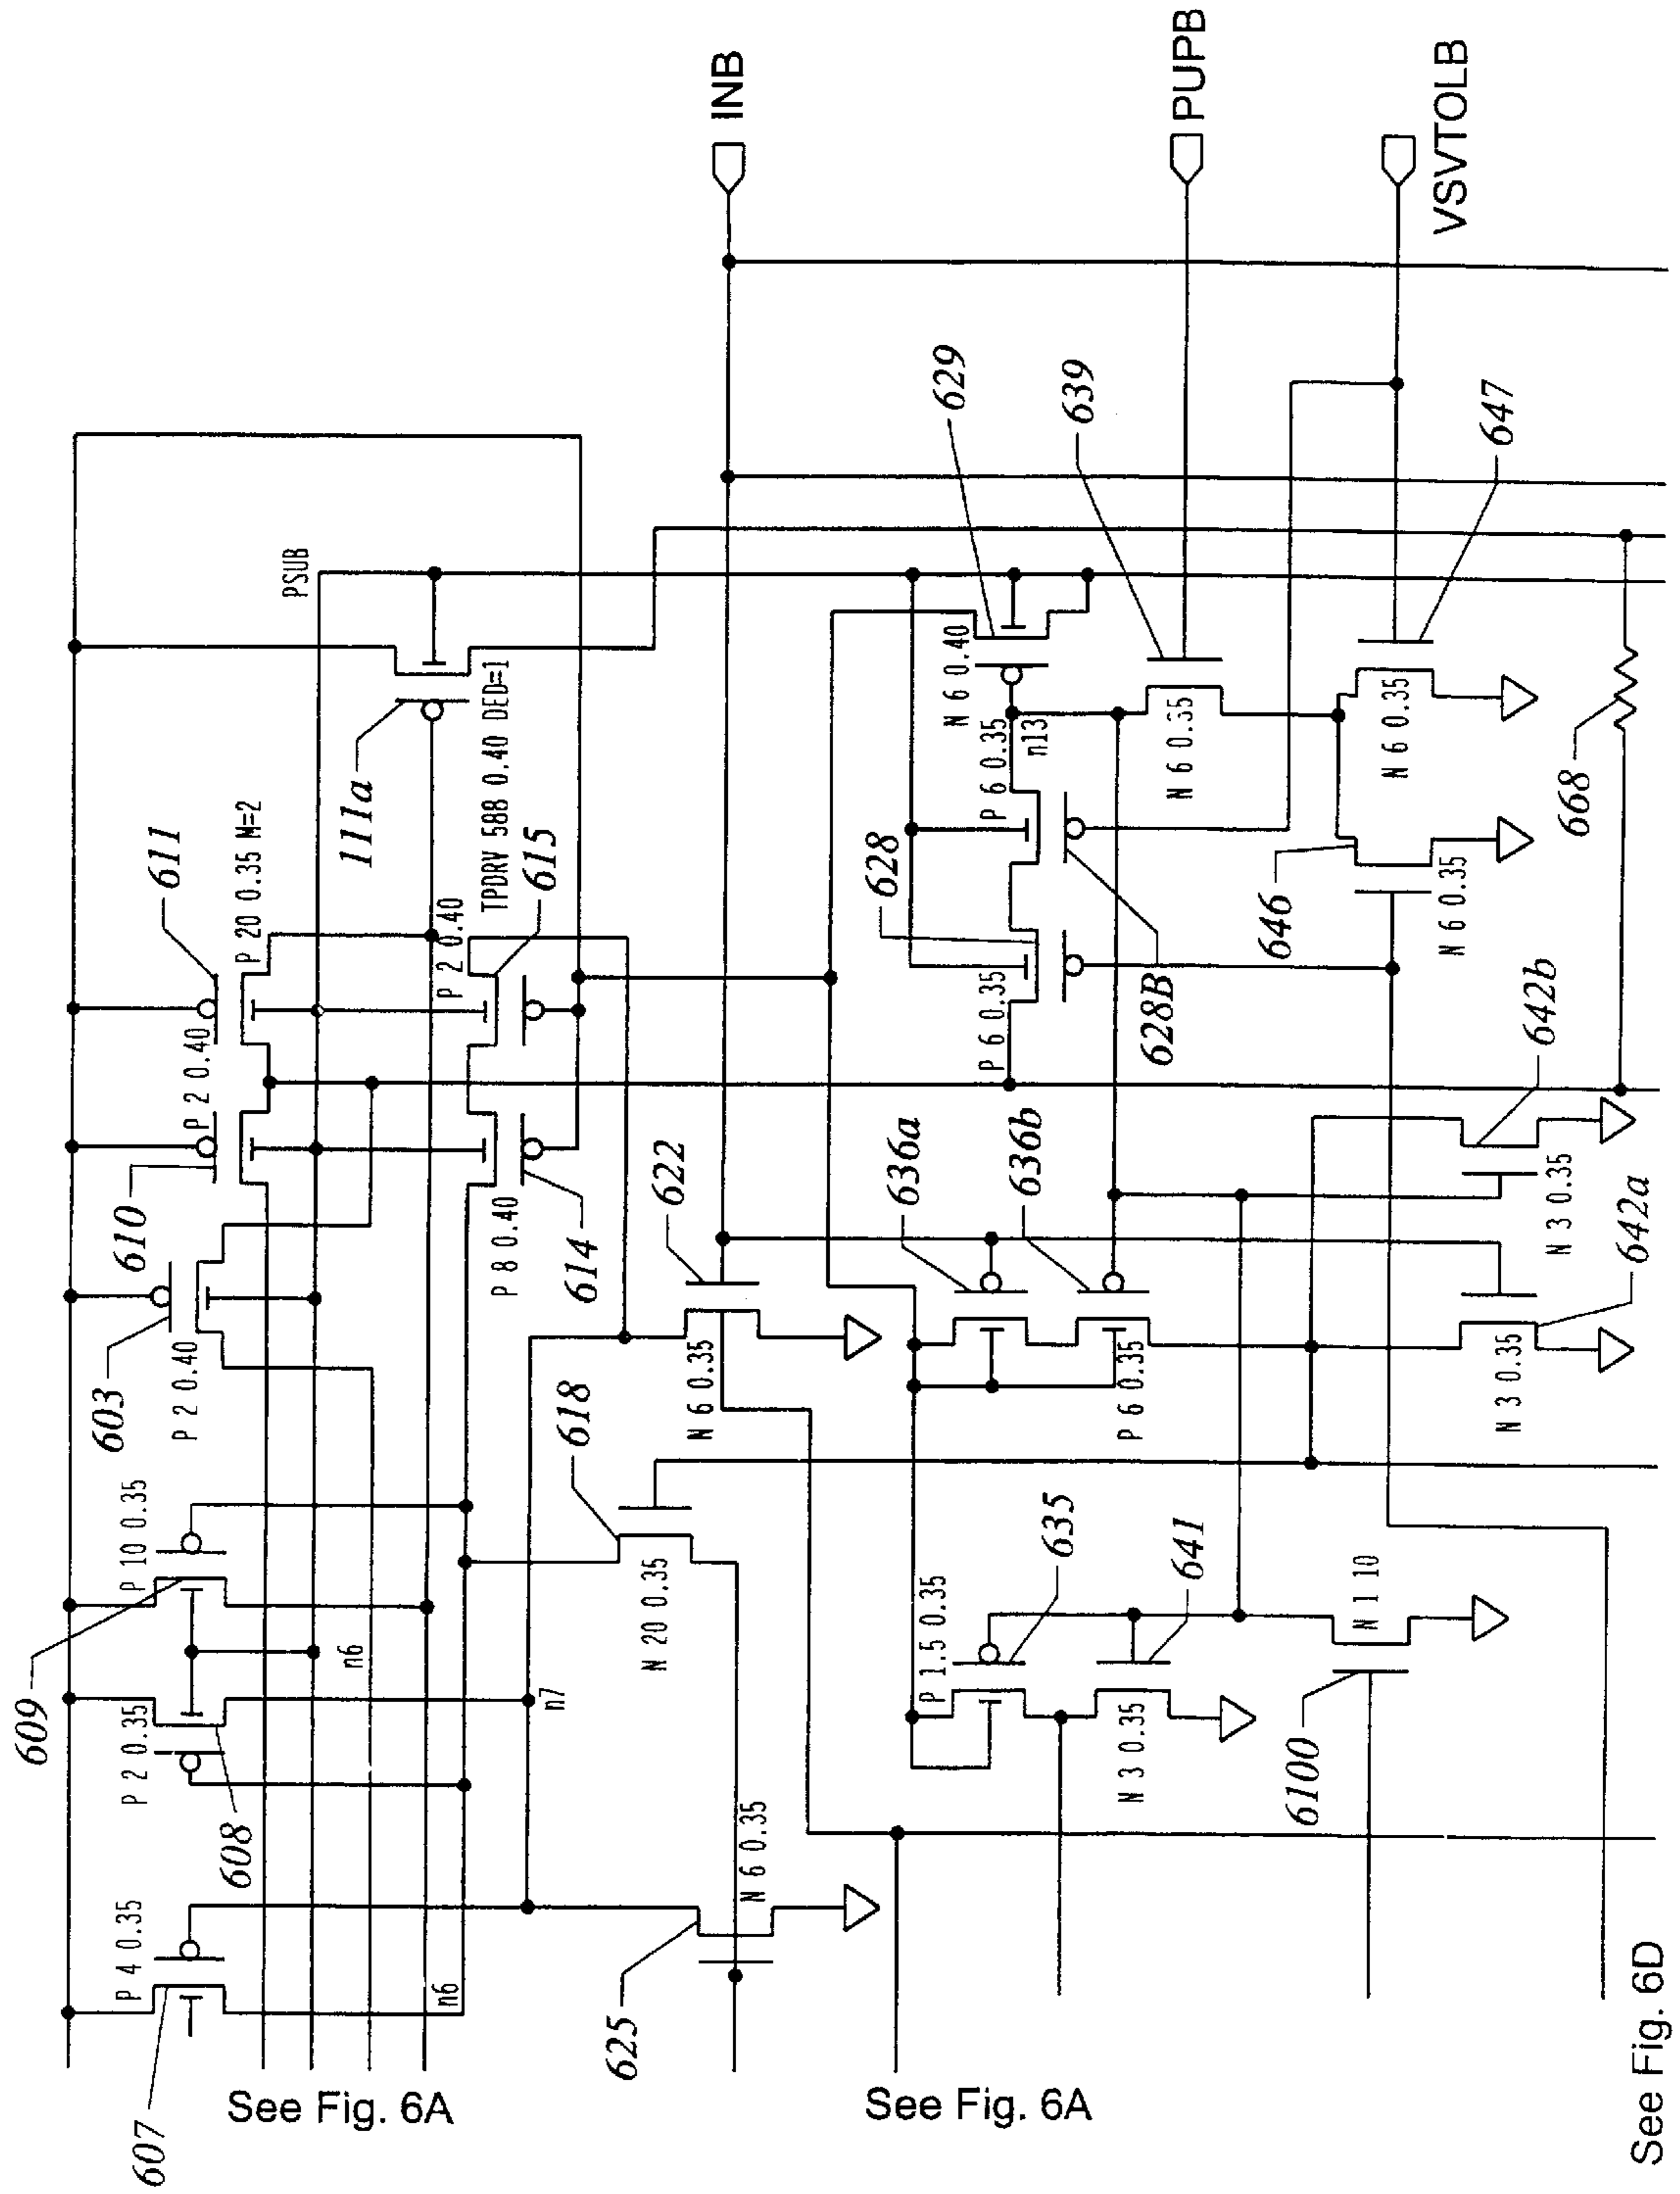 INB
PUPB
VSVTOLB
629
639
647
PSUB
N 6 0.40
111a
TPDRV 588 0.40 DED=1
611
P 20 0.35 M=2
615
P 2 0.40
628
P 6 0.35
n13
N 6 0.35
N 6 0.35
668
P 2 0.40
610
628B
P 6 0.35
646
N 6 0.35
642b
603
P 2 0.40
P 8 0.40
614
622
N 6 0.35
636a
636b
P 6 0.35
N 3 0.35
642a
N 3 0.35
609
P 10 0.35
618
N 20 0.35
635
P 1.5 0.35
641
N 3 0.35
N 1 10
6100
n6
P 2 0.35
608
n7
P 4 0.35
607
n6
625
N 6 0.35
See Fig. 6A
See Fig. 6A
See Fig. 6D